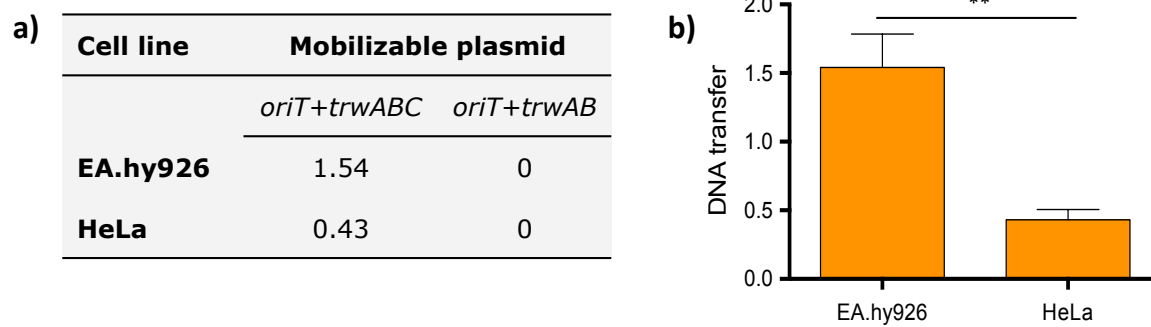 a)
Cell line Mobilizable plasmid
oriT+trwABC oriT+trwAB
EA.hy926 1.54 0
HeLa 0.43 0
b)
**
DNA transfer
2.0
1.5
1.0
0.5
0.0
EA.hy926 HeLa